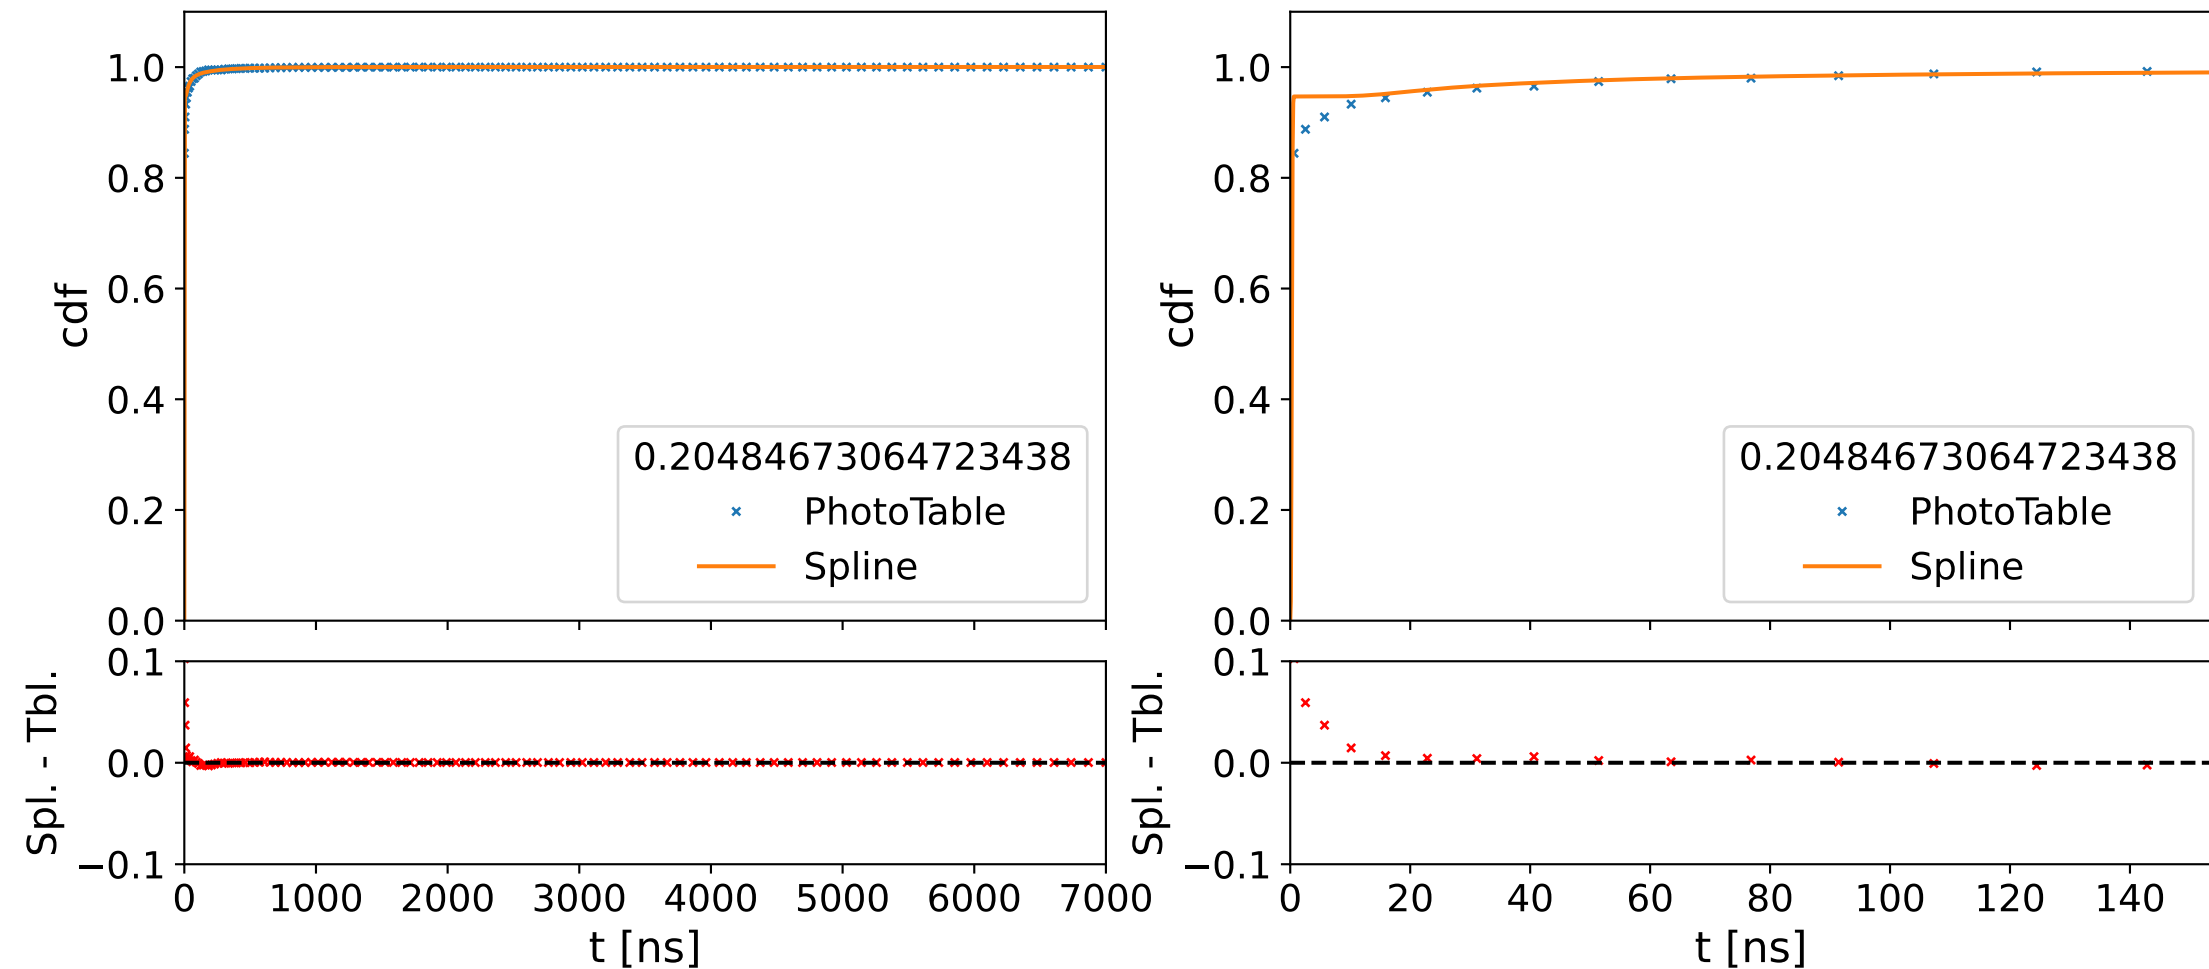 cdf
1.0
0.8
0.6
0.4
0.2
0.0
0.20484673064723438
PhotoTable
Spline
Spl. - Tbl.
0.1
0.0
−0.1
0 1000 2000 3000 4000 5000 6000 7000
t [ns]
cdf
1.0
0.8
0.6
0.4
0.2
0.0
0.20484673064723438
PhotoTable
Spline
Spl. - Tbl.
0.1
0.0
−0.1
0 20 40 60 80 100 120 140
t [ns]